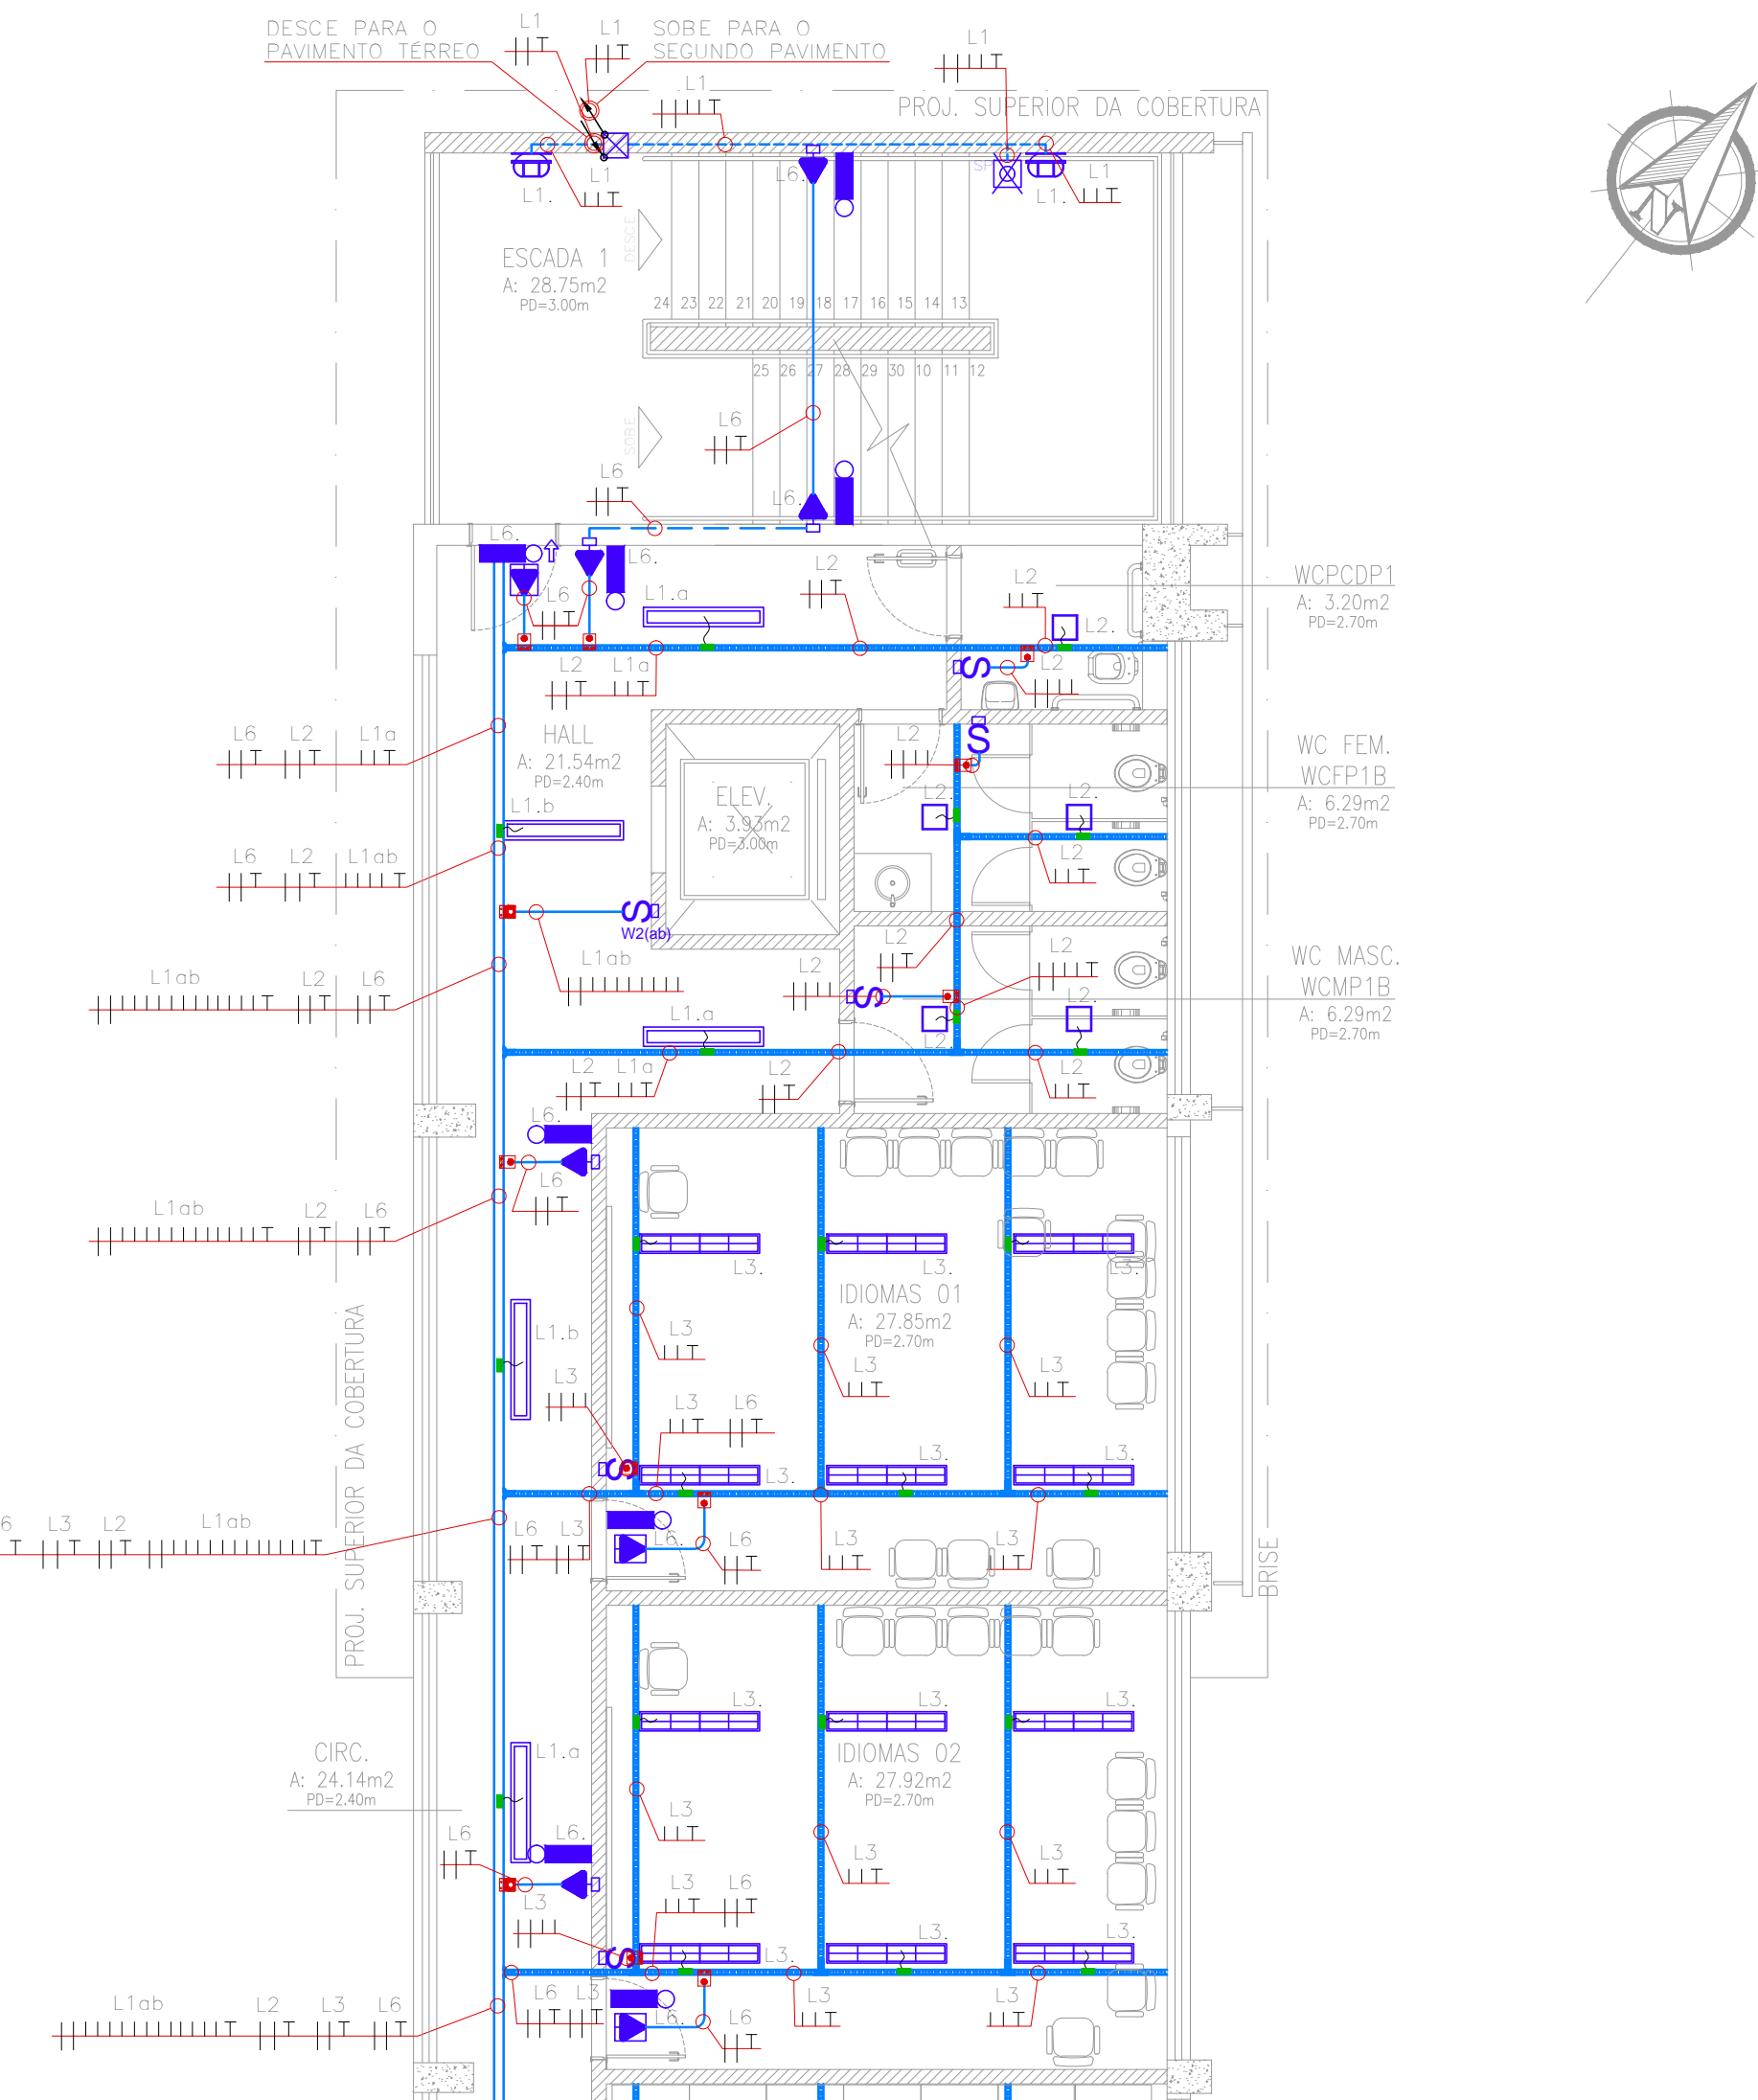 DESCE PARA O
PAVIMENTO TÉRREO
L1
L1
SOBE PARA O
SEGUNDO PAVIMENTO
L1
L1
PROJ. SUPERIOR DA COBERTURA
L1.
L1
L6.
SP
L1.
L1
ESCADA 1
A: 28.75m2
PD=3.00m
DESCE
24 23 22 21 20 19 18 17 16 15 14 13
25 26 27 28 29 30 10 11 12
SOBE
L6
L6
L6.
L6.
L6.
L6
L1.a
L2
L2
L2.
WCPCDP1
A: 3.20m2
PD=2.70m
L2 L1a
L2
L6 L2 L1a
HALL
A: 21.54m2
PD=2.40m
L2
WC FEM.
WCFP1B
A: 6.29m2
PD=2.70m
ELEV.
A: 3.93m2
PD=3.00m
L1.b
L2.
L2.
L6 L2 L1ab
L2
W2(ab)
L1ab
L2
L2
L2
WC MASC.
WCMP1B
A: 6.29m2
PD=2.70m
L1ab L2 L6
L1.a
L2.
L2.
L2 L1a
L2
L2
L6.
L6
L1ab L2 L6
L3.
L3.
L3.
IDIOMAS 01
A: 27.85m2
PD=2.70m
L1.b
L3
L3
L3
L3
PROJ. SUPERIOR DA COBERTURA
L3 L6
L3.
L3.
L3.
6 L3 L2 L1ab
L6 L3
L6.
L6
L3
L3
BRISE
L3.
L3.
L3.
CIRC.
A: 24.14m2
PD=2.40m
L1.a
IDIOMAS 02
A: 27.92m2
PD=2.70m
L3
L3
L3
L6
L6.
L3
L3 L6
L3.
L3.
L3.
L1ab L2 L3 L6
L6 L3
L6.
L6
L3
L3